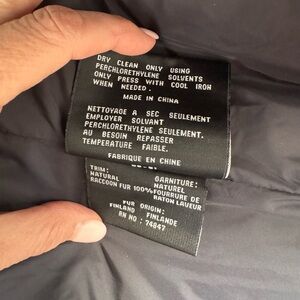 DRY CLEAN ONLY USING
PERCHLORETHYLENE SOLVENTS
ONLY PRESS WITH COOL IRON
WHEN NEEDED.
MADE IN CHINA
NETTOYAGE A SEC SEULEMENT
EMPLOYER SOLVANT
PERCHLORETHYLENE SEULEMENT.
AU BESOIN REPASSER
TEMPERATURE FAIBLE.
FABRIQUE EN CHINE
TRIM: GARNITURE:
NATURAL NATUREL
RACCOON FUR 100% FOURRURE DE
RATON LAVEUR
FUR ORIGIN:
FINLAND FINLANDE
RN NO: 74847